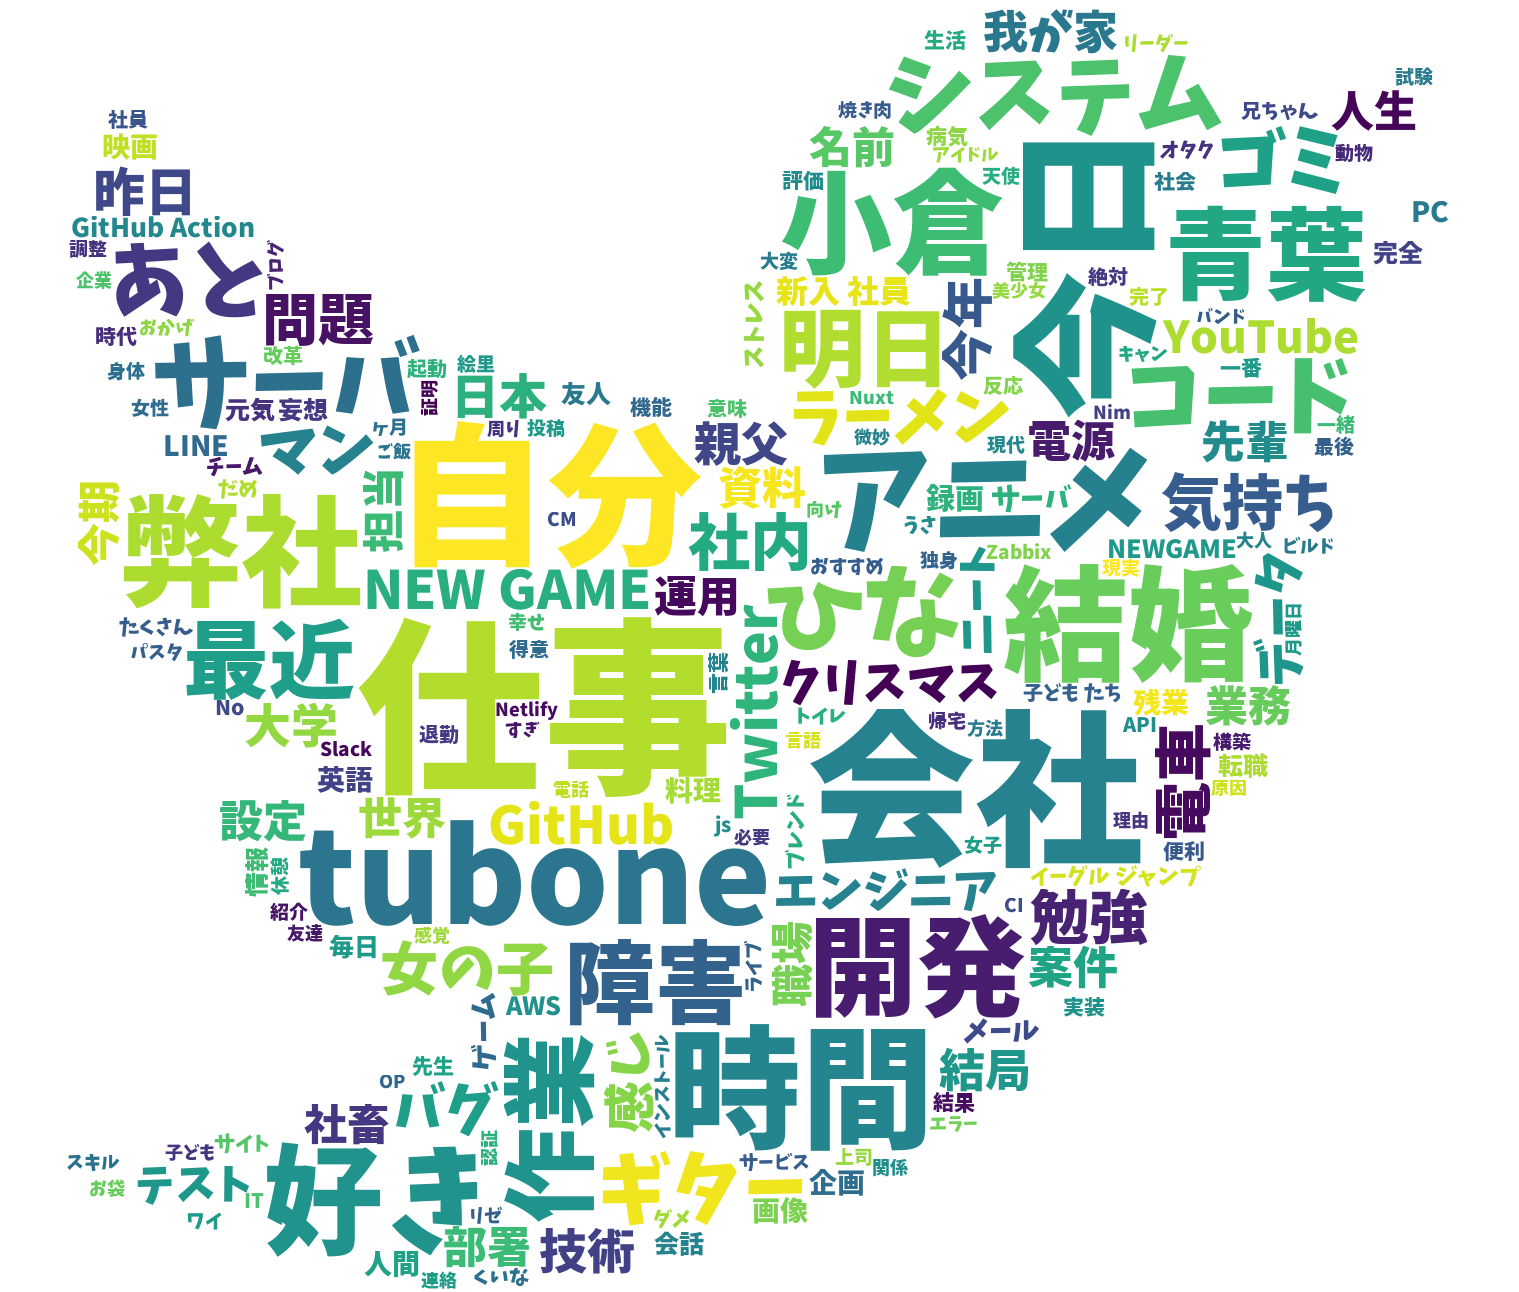 我が家
生活
リーダー
システム
試験
焼き肉
兄ちゃん
人生
社員
映画
名前
病気
アイドル
日
オタク
ゴミ
動物
昨日
評価
小倉
天使
社会
青葉
PC
GitHub Action
調整
あと
ブログ
企業
大変
管理
絶対
完全
問題
ストレス
新入 社員
今年
美少女
今
完了
時代
おかげ
明日
バンド
YouTube
サーバ
改革
起動
絵里
キャン
身体
証明
日本
友人
反応
コード
一番
女性
元気
妄想
機能
意味
ラーメン
Nuxt
Nim
一緒
LINE
マン
ヶ月
ご飯
自分
周り
投稿
親父
微妙
現代
電源
先輩
最後
チーム
だめ
担当
資料
アニメ
録画
サーバ
気持ち
今期
弊社
CM
社内
向け
うさ
NEWGAME
大人
ビルド
NEW GAME
運用
おすすめ
独身
Zabbix
現実
データ
たくさん
パスタ
最近
仕事
幸せ
得意
言葉
Twitter
ひな
ニート
結婚
月曜日
クリスマス
子ども たち
No
大学
Netlify
すぎ
退勤
トイレ
帰宅
方法
残業
業務
Slack
英語
言語
会社
API
電車
構築
転職
原因
設定
世界
電話
料理
GitHub
js
必要
ブレンド
女子
理由
便利
情報
休憩
tubone
エンジニア
イーグル ジャンプ
紹介
友達
CI
勉強
毎日
感覚
女の子
障害
ライブ
職場
開発
案件
AWS
ゲーム
実装
メール
先生
OP
作業
感じ
インストール
時間
結局
社畜
バグ
結果
エラー
子ども
サイト
認証
スキル
テスト
好き
ギター
サービス
上司
関係
お袋
IT
企画
ワイ
リゼ
ダメ
画像
部署
技術
会話
人間
連絡
くいな